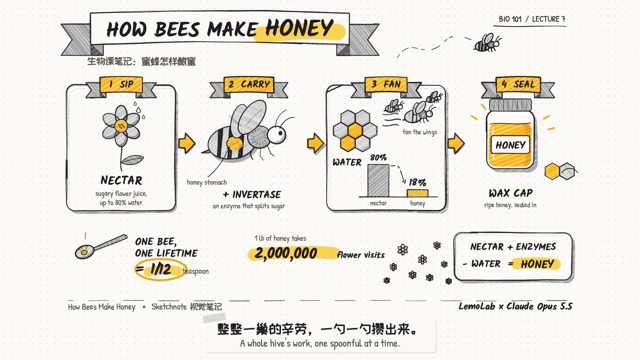 HOW BEES MAKE HONEY
BIO 101 / LECTURE 7
生物课笔记：蜜蜂怎样酿蜜
1 SIP
2 CARRY
3 FAN
4 SEAL
NECTAR
sugary flower juice,
up to 80% water
honey stomach
+ INVERTASE
an enzyme that splits sugar
fan the wings
WATER
80%
18%
nectar
honey
HONEY
WAX CAP
ripe honey, sealed in
ONE BEE,
ONE LIFETIME
= 1/12 teaspoon
1 lb of honey takes
2,000,000 flower visits
NECTAR + ENZYMES
- WATER = HONEY
How Bees Make Honey • Sketchnote 视觉笔记
LemoLab x Claude Opus 5.5
整整一巢的辛劳，一勺一勺攒出来。
A whole hive's work, one spoonful at a time.